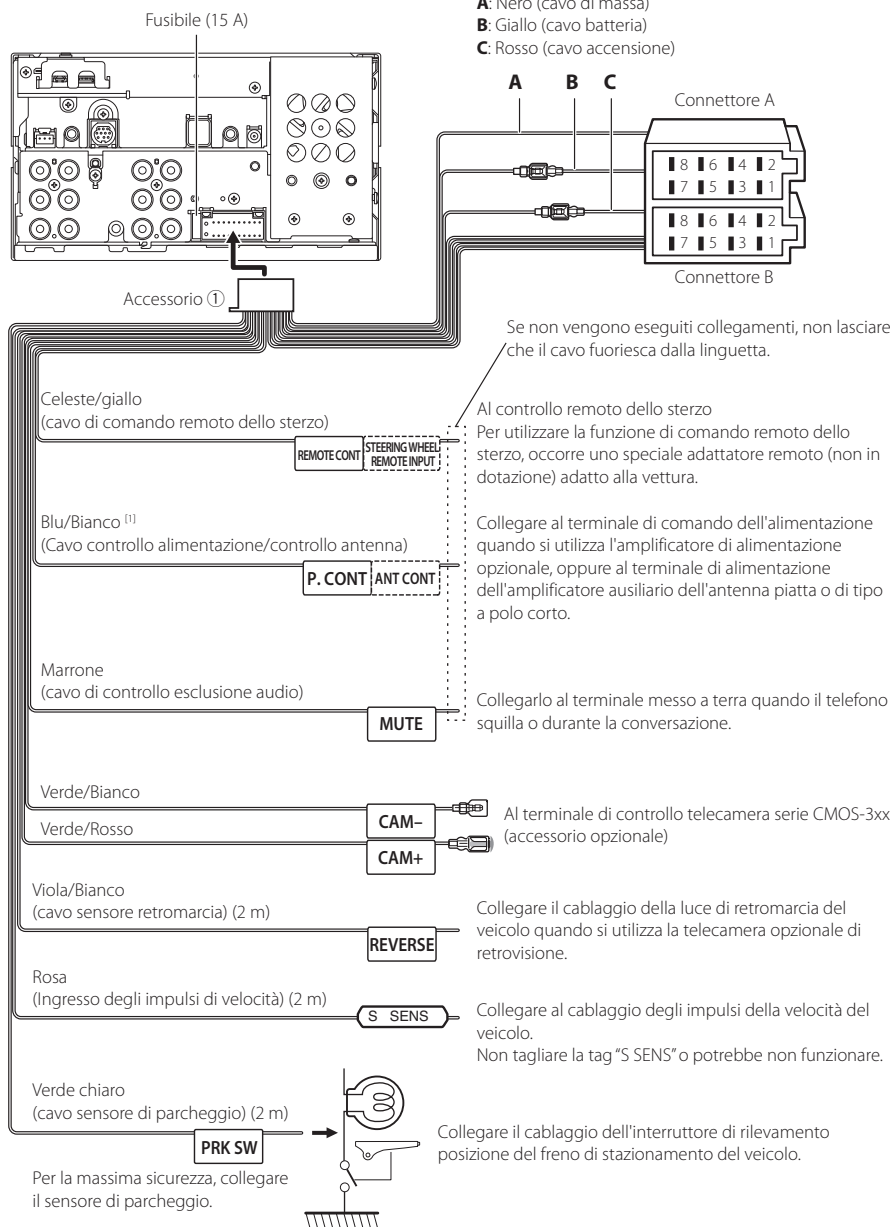 A: Nero (cavo di massa)
B: Giallo (cavo batteria)
C: Rosso (cavo accensione)
Fusibile (15 A)
A B C
Connettore A
8 6 4 2
7 5 3 1
8 6 4 2
7 5 3 1
Connettore B
Accessorio ①
Se non vengono eseguiti collegamenti, non lasciare
che il cavo fuoriesca dalla linguetta.
Celeste/giallo
(cavo di comando remoto dello sterzo)
REMOTE CONT
STEERING WHEEL
REMOTE INPUT
Al controllo remoto dello sterzo
Per utilizzare la funzione di comando remoto dello
sterzo, occorre uno speciale adattatore remoto (non in
dotazione) adatto alla vettura.
Blu/Bianco [1]
(Cavo controllo alimentazione/controllo antenna)
P. CONT
ANT CONT
Collegare al terminale di comando dell'alimentazione
quando si utilizza l'amplificatore di alimentazione
opzionale, oppure al terminale di alimentazione
dell'amplificatore ausiliario dell'antenna piatta o di tipo
a polo corto.
Marrone
(cavo di controllo esclusione audio)
MUTE
Collegarlo al terminale messo a terra quando il telefono
squilla o durante la conversazione.
Verde/Bianco
CAM–
Verde/Rosso
CAM+
Al terminale di controllo telecamera serie CMOS-3xx
(accessorio opzionale)
Viola/Bianco
(cavo sensore retromarcia) (2 m)
REVERSE
Collegare il cablaggio della luce di retromarcia del
veicolo quando si utilizza la telecamera opzionale di
retrovisione.
Rosa
(Ingresso degli impulsi di velocità) (2 m)
S SENS
Collegare al cablaggio degli impulsi della velocità del
veicolo.
Non tagliare la tag "S SENS" o potrebbe non funzionare.
Verde chiaro
(cavo sensore di parcheggio) (2 m)
PRK SW
Per la massima sicurezza, collegare
il sensore di parcheggio.
Collegare il cablaggio dell'interruttore di rilevamento
posizione del freno di stazionamento del veicolo.